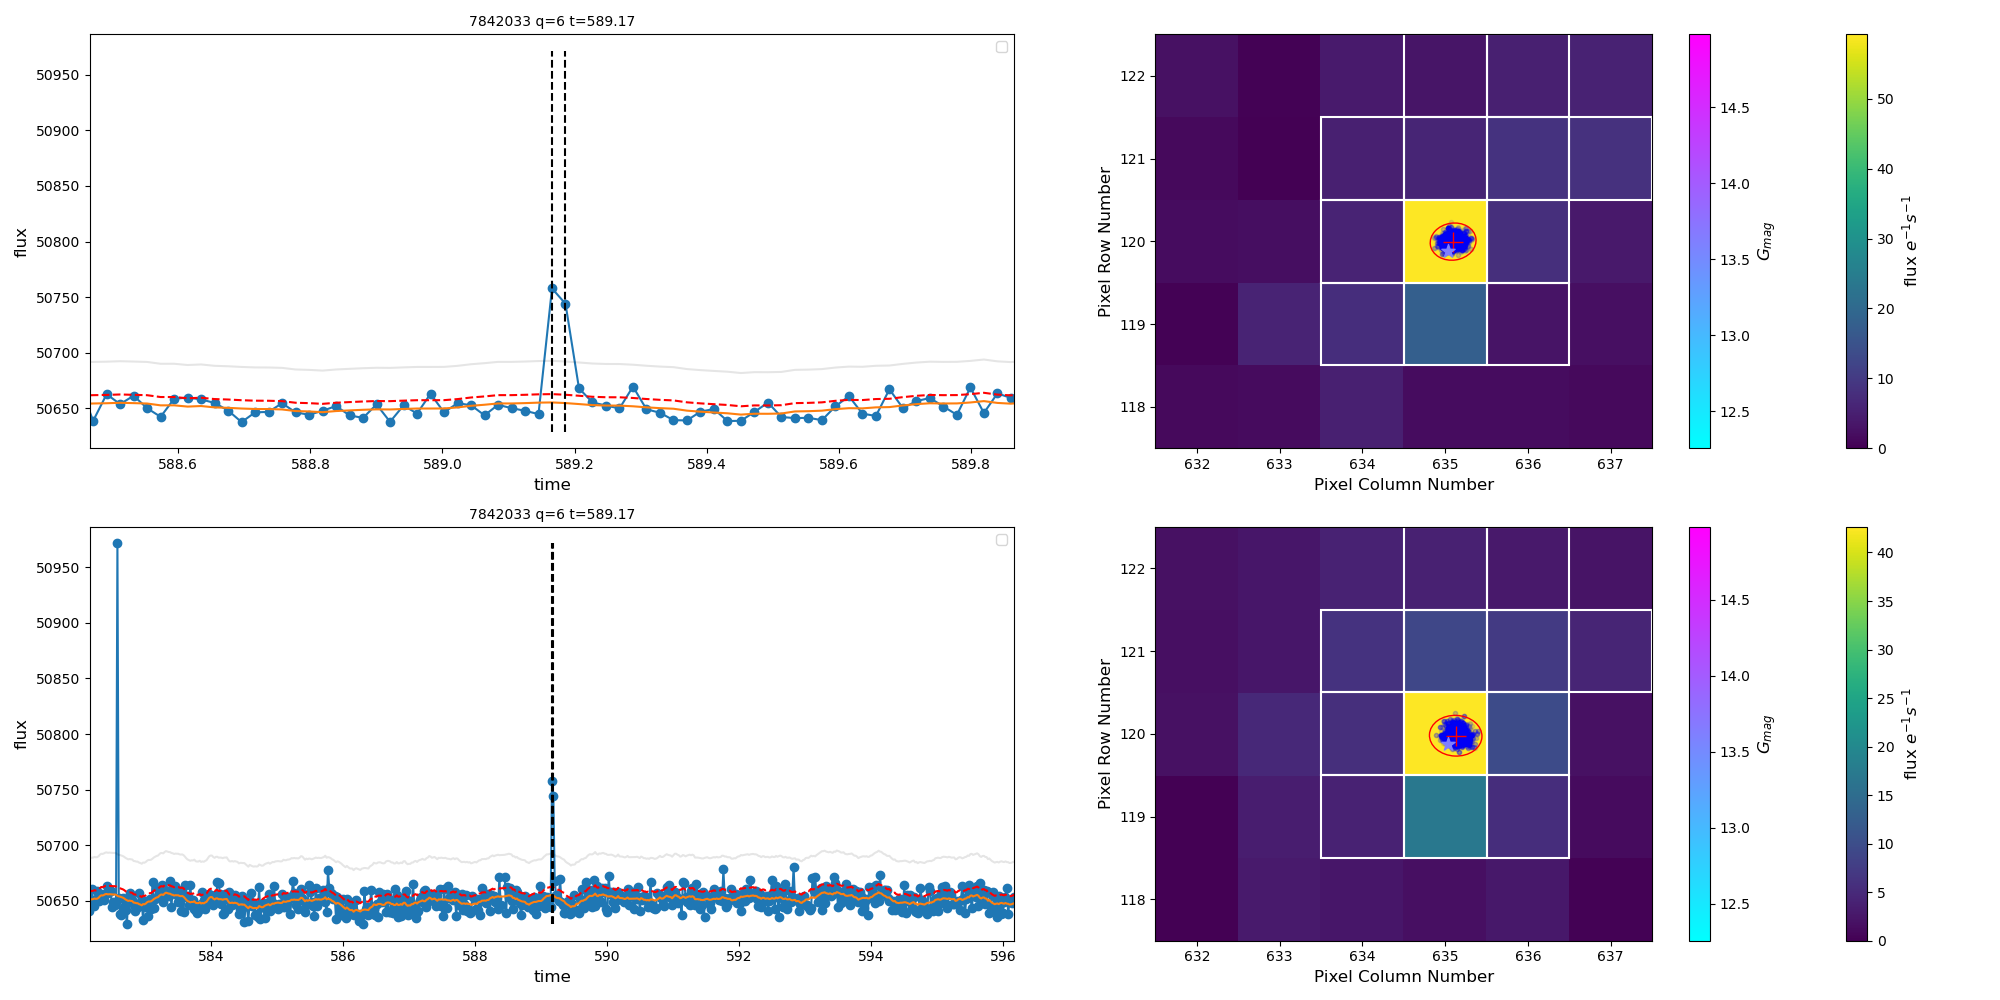 7842033 q=6 t=589.17
flux
50950
50900
50850
50800
50750
50700
50650
588.6 588.8 589.0 589.2 589.4 589.6 589.8
time
Pixel Row Number
122
121
120
119
118
632 633 634 635 636 637
Pixel Column Number
14.5
14.0
13.5
13.0
12.5
G_mag
50
40
30
20
10
0
flux e⁻¹s⁻¹
7842033 q=6 t=589.17
flux
50950
50900
50850
50800
50750
50700
50650
584 586 588 590 592 594 596
time
Pixel Row Number
122
121
120
119
118
632 633 634 635 636 637
Pixel Column Number
14.5
14.0
13.5
13.0
12.5
G_mag
40
35
30
25
20
15
10
5
0
flux e⁻¹s⁻¹